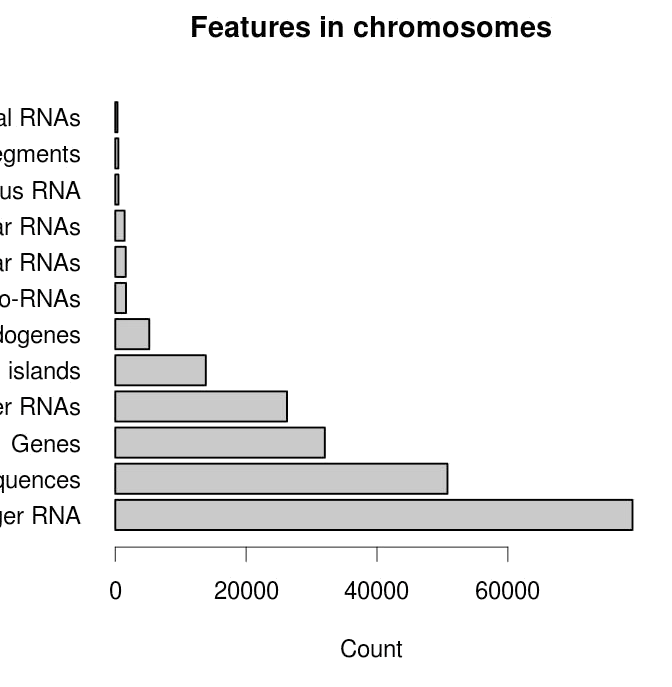 Features in chromosomes
al RNAs
egments
us RNA
ar RNAs
ar RNAs
o-RNAs
dogenes
islands
er RNAs
Genes
quences
ger RNA
0 20000 40000 60000
Count